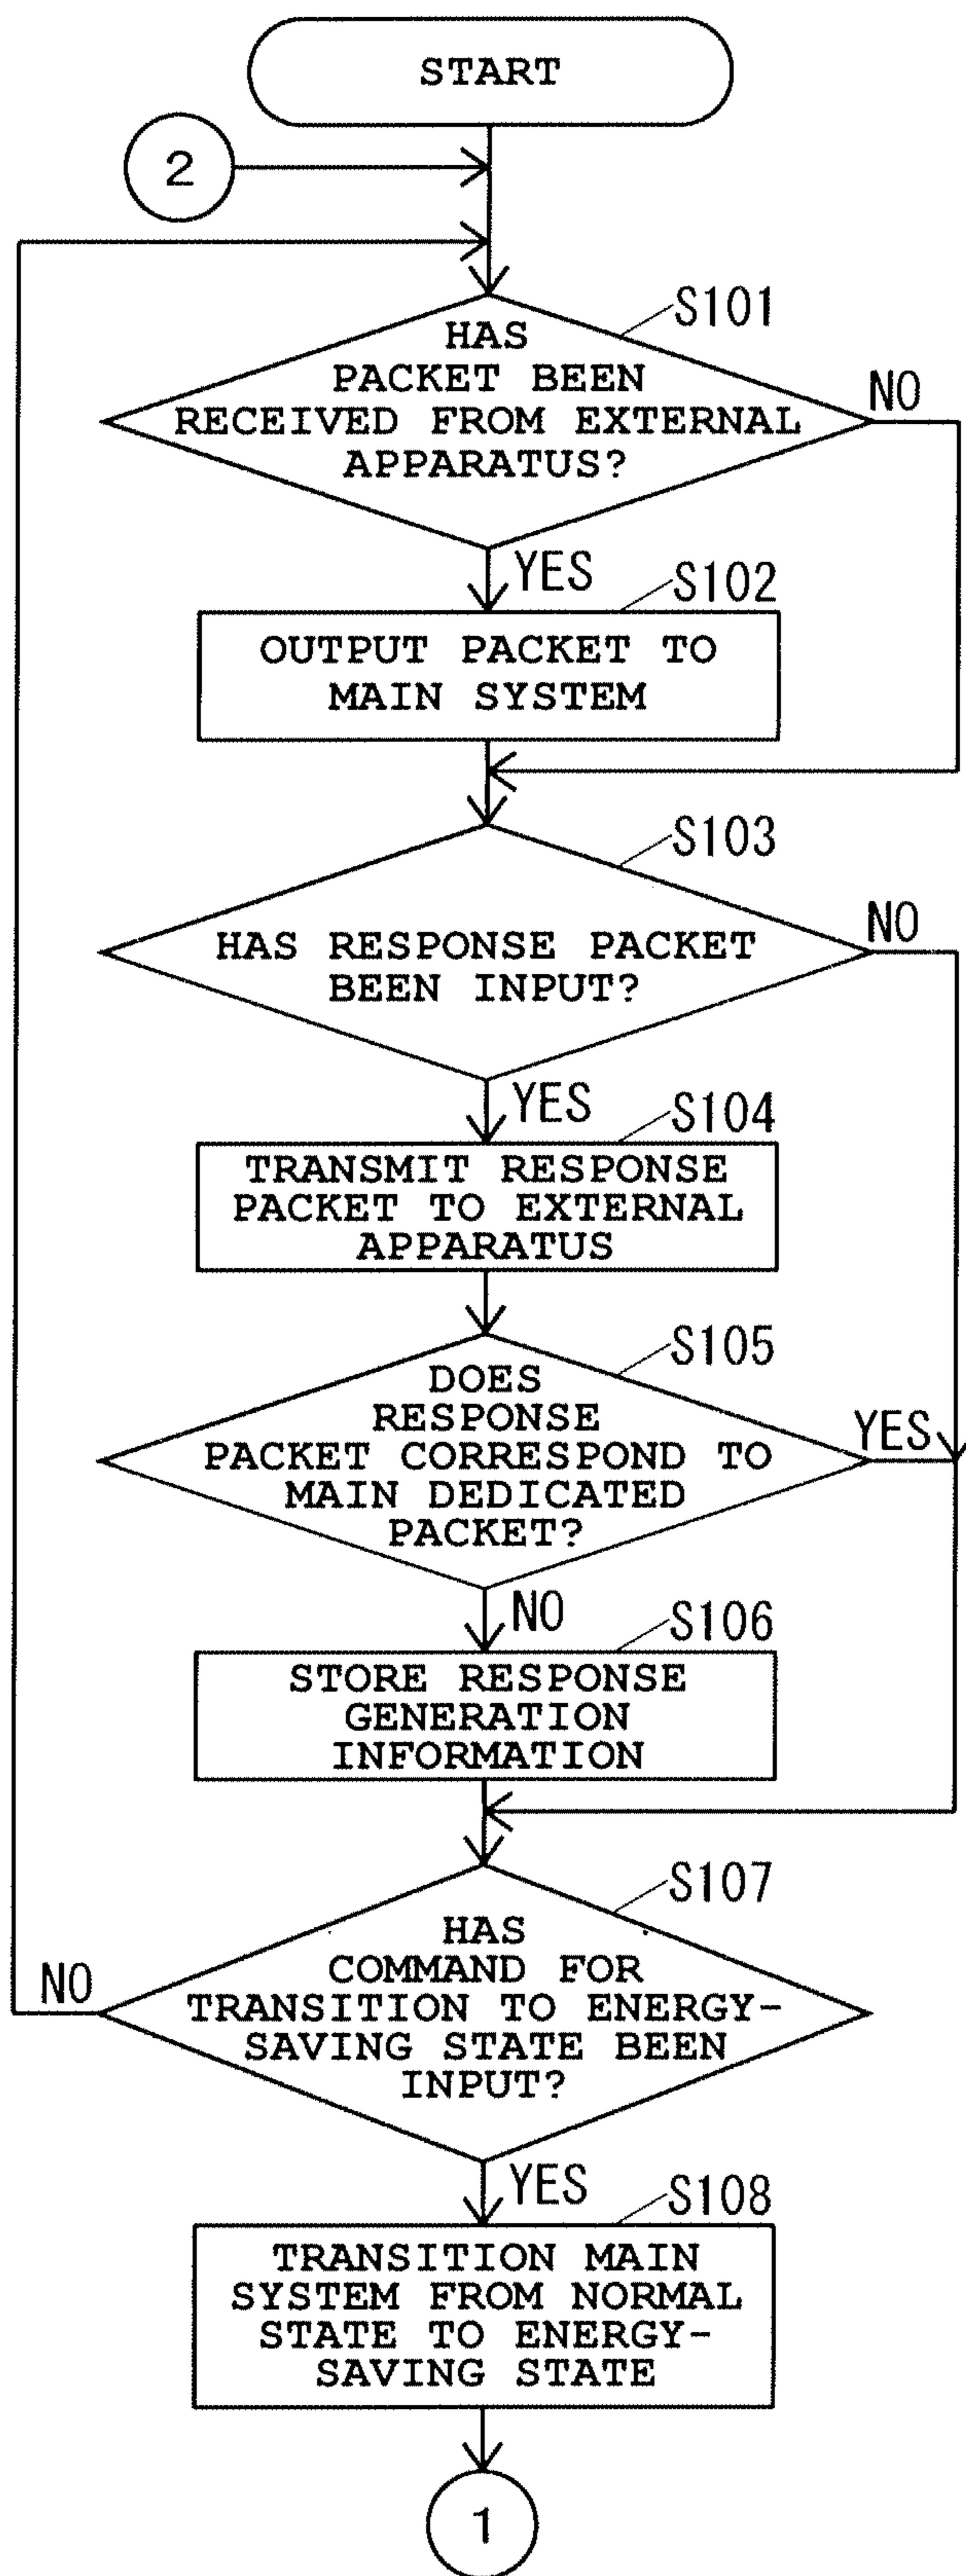 START
2
S101
HAS
PACKET BEEN
RECEIVED FROM EXTERNAL
APPARATUS?
NO
YES
S102
OUTPUT PACKET TO
MAIN SYSTEM
S103
HAS RESPONSE PACKET
BEEN INPUT?
NO
YES
S104
TRANSMIT RESPONSE
PACKET TO EXTERNAL
APPARATUS
S105
DOES
RESPONSE
PACKET CORRESPOND TO
MAIN DEDICATED
PACKET?
YES
NO
S106
STORE RESPONSE
GENERATION
INFORMATION
S107
HAS
COMMAND FOR
TRANSITION TO ENERGY-
SAVING STATE BEEN
INPUT?
NO
YES
S108
TRANSITION MAIN
SYSTEM FROM NORMAL
STATE TO ENERGY-
SAVING STATE
1